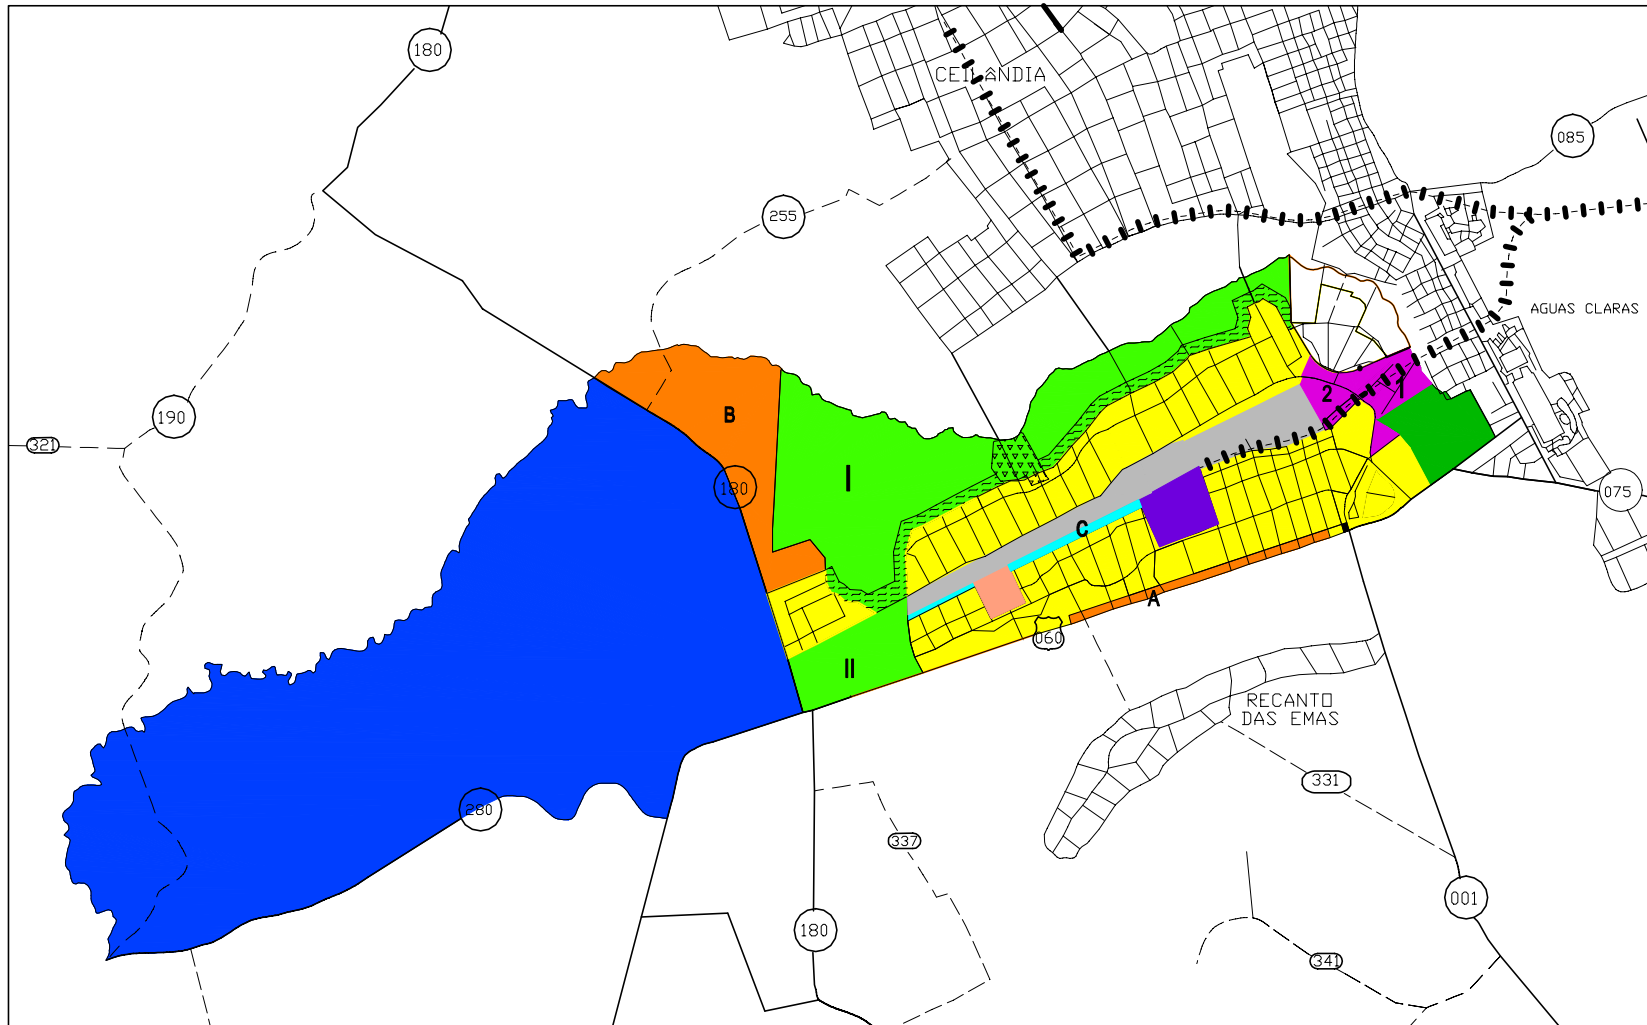 180
CEILÂNDIA
085
255
AGUAS CLARAS
190
321
B
2
1
I
180
075
C
A
060
II
RECANTO
DAS EMAS
331
280
337
001
180
341